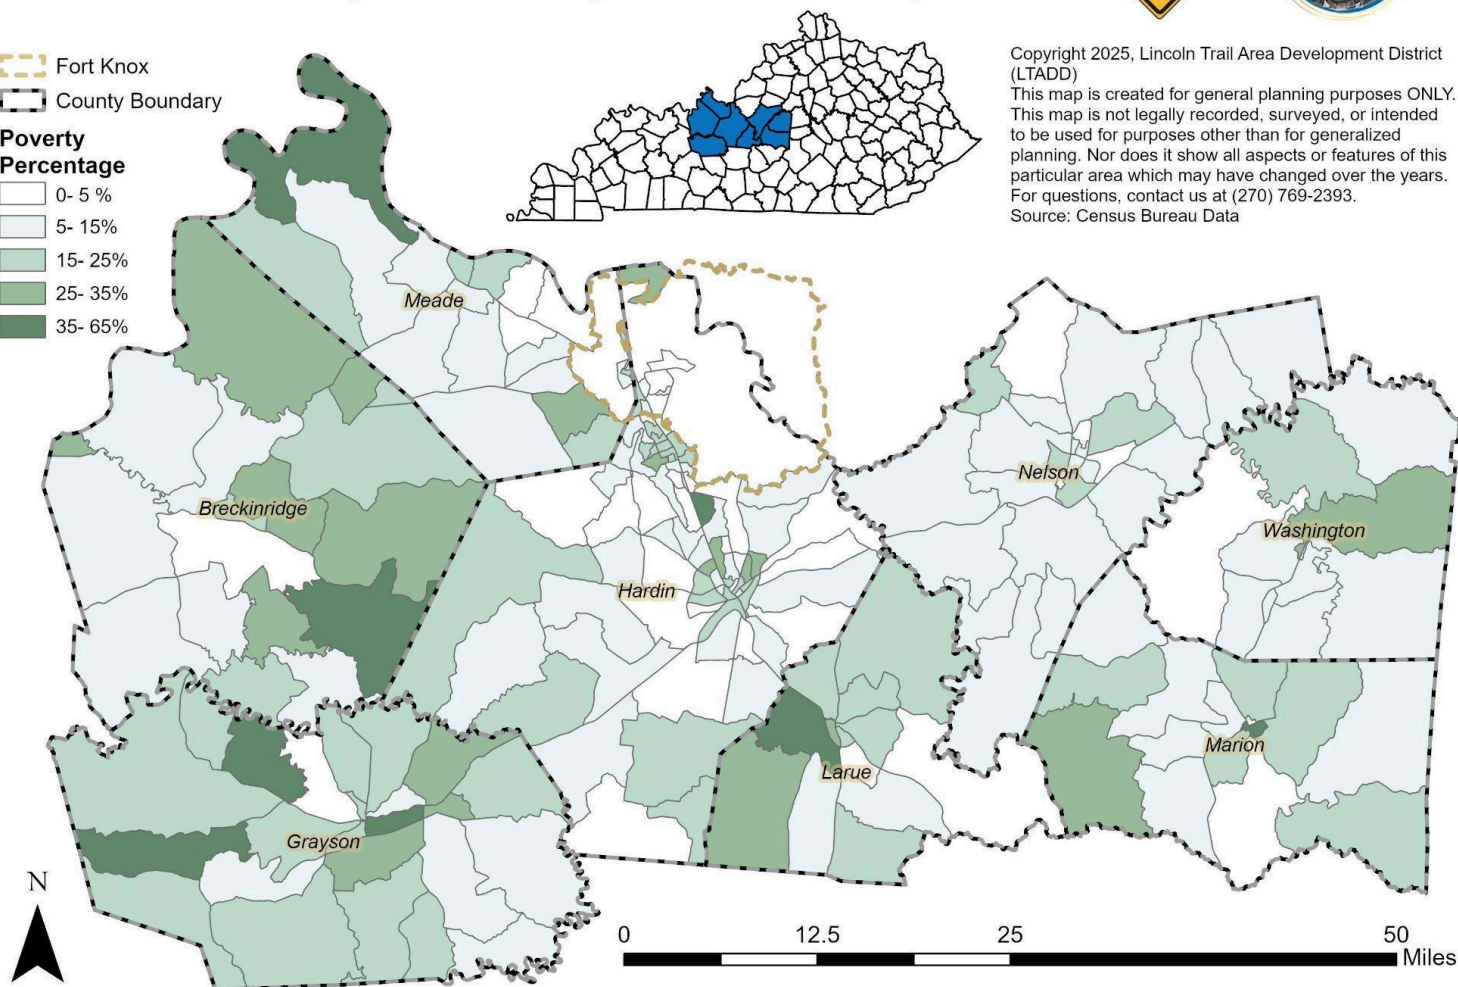 Fort Knox
County Boundary
Poverty
Percentage
0- 5 %
5- 15%
15- 25%
25- 35%
35- 65%
Copyright 2025, Lincoln Trail Area Development District
(LTADD)
This map is created for general planning purposes ONLY.
This map is not legally recorded, surveyed, or intended
to be used for purposes other than for generalized
planning. Nor does it show all aspects or features of this
particular area which may have changed over the years.
For questions, contact us at (270) 769-2393.
Source: Census Bureau Data
Meade
Breckinridge
Hardin
Nelson
Washington
Marion
Larue
Grayson
N
0 12.5 25 50
Miles